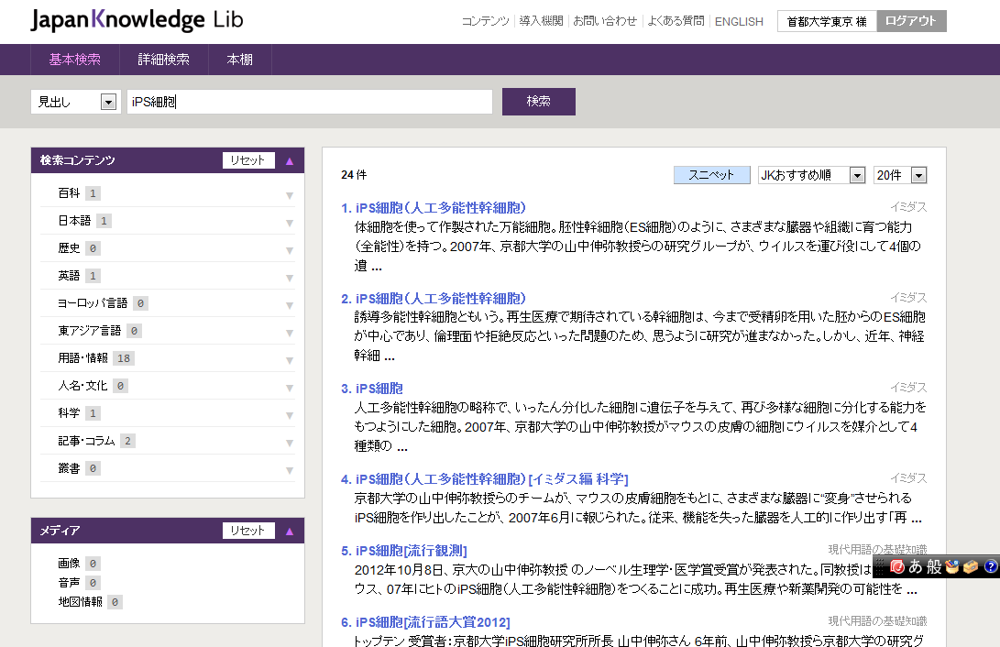 JapanKnowledge Lib
コンテンツ 導入機関 お問い合わせ よくある質問 ENGLISH 首都大学東京 様 ログアウト
基本検索 詳細検索 本棚
見出し iPS細胞 検索
検索コンテンツ リセット ▲
百科 1
日本語 1
歴史 0
英語 1
ヨーロッパ言語 0
東アジア言語 0
用語・情報 18
人名・文化 0
科学 1
記事・コラム 2
叢書 0
メディア リセット ▲
画像 0
音声 0
地図情報 0
24 件 スニペット JKおすすめ順 20件
1. iPS細胞（人工多能性幹細胞） イミダス
体細胞を使って作製された万能細胞。胚性幹細胞（ES細胞）のように、さまざまな臓器や組織に育つ能力
（全能性）を持つ。2007年、京都大学の山中伸弥教授らの研究グループが、ウイルスを運び役にして4個の
遺 ...
2. iPS細胞（人工多能性幹細胞） イミダス
誘導多能性幹細胞ともいう。再生医療で期待されている幹細胞は、今まで受精卵を用いた胚からのES細胞
が中心であり、倫理面や拒絶反応といった問題のため、思うように研究が進まなかった。しかし、近年、神経
幹細 ...
3. iPS細胞 イミダス
人工多能性幹細胞の略称で、いったん分化した細胞に遺伝子を与えて、再び多様な細胞に分化する能力を
もつようにした細胞。2007年、京都大学の山中伸弥教授がマウスの皮膚の細胞にウイルスを媒介として4
種類の ...
4. iPS細胞（人工多能性幹細胞）[イミダス編 科学] イミダス
京都大学の山中伸弥教授らのチームが、マウスの皮膚細胞をもとに、さまざまな臓器に“変身”させられる
iPS細胞を作り出したことが、2007年6月に報じられた。従来、機能を失った臓器を人工的に作り出す「再 ...
5. iPS細胞[流行観測] 現代用語の基礎知識
2012年10月8日、京大の山中伸弥教授 のノーベル生理学・医学賞受賞が発表された。同教授は
あ 般
ウス、07年にヒトのiPS細胞（人工多能性幹細胞）をつくることに成功。再生医療や新薬開発の可能性を ...
6. iPS細胞[流行語大賞2012] 現代用語の基礎知識
トップテン 受賞者：京都大学iPS細胞研究所所長 山中伸弥さん 6年前、山中伸弥教授ら京都大学の研究グ